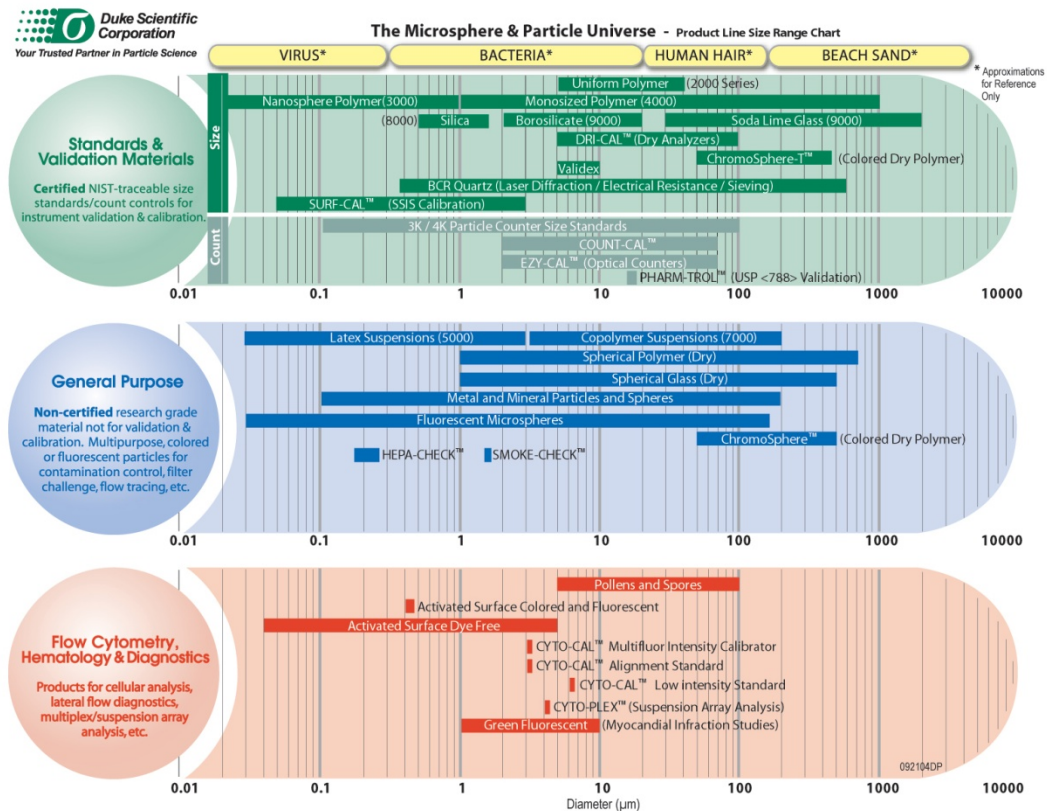 Duke Scientific
Corporation
Your Trusted Partner in Particle Science
The Microsphere & Particle Universe - Product Line Size Range Chart
VIRUS* BACTERIA* HUMAN HAIR* BEACH SAND*
* Approximations
for Reference
Only
Standards &
Validation Materials
Certified NIST-traceable size
standards/count controls for
instrument validation & calibration.
Size
Uniform Polymer (2000 Series)
Nanosphere Polymer(3000) Monosized Polymer (4000)
(8000) Silica Borosilicate (9000) Soda Lime Glass (9000)
DRI-CAL™ (Dry Analyzers)
ChromoSphere-T™ (Colored Dry Polymer)
Validex
BCR Quartz (Laser Diffraction / Electrical Resistance / Sieving)
SURF-CAL™ (SSIS Calibration)
Count
3K / 4K Particle Counter Size Standards
COUNT-CAL™
EZY-CAL™ (Optical Counters)
PHARM-TROL™ (USP <788> Validation)
0.01 0.1 1 10 100 1000 10000
General Purpose
Non-certified research grade
material not for validation &
calibration. Multipurpose, colored
or fluorescent particles for
contamination control, filter
challenge, flow tracing, etc.
Latex Suspensions (5000) Copolymer Suspensions (7000)
Spherical Polymer (Dry)
Spherical Glass (Dry)
Metal and Mineral Particles and Spheres
Fluorescent Microspheres
ChromoSphere™ (Colored Dry Polymer)
HEPA-CHECK™ SMOKE-CHECK™
0.01 0.1 1 10 100 1000 10000
Flow Cytometry,
Hematology & Diagnostics
Products for cellular analysis,
lateral flow diagnostics,
multiplex/suspension array
analysis, etc.
Pollens and Spores
Activated Surface Colored and Fluorescent
Activated Surface Dye Free
CYTO-CAL™ Multifluor Intensity Calibrator
CYTO-CAL™ Alignment Standard
CYTO-CAL™ Low intensity Standard
CYTO-PLEX™ (Suspension Array Analysis)
Green Fluorescent (Myocandial Infraction Studies)
092104DP
0.01 0.1 1 10 100 1000 10000
Diameter (µm)